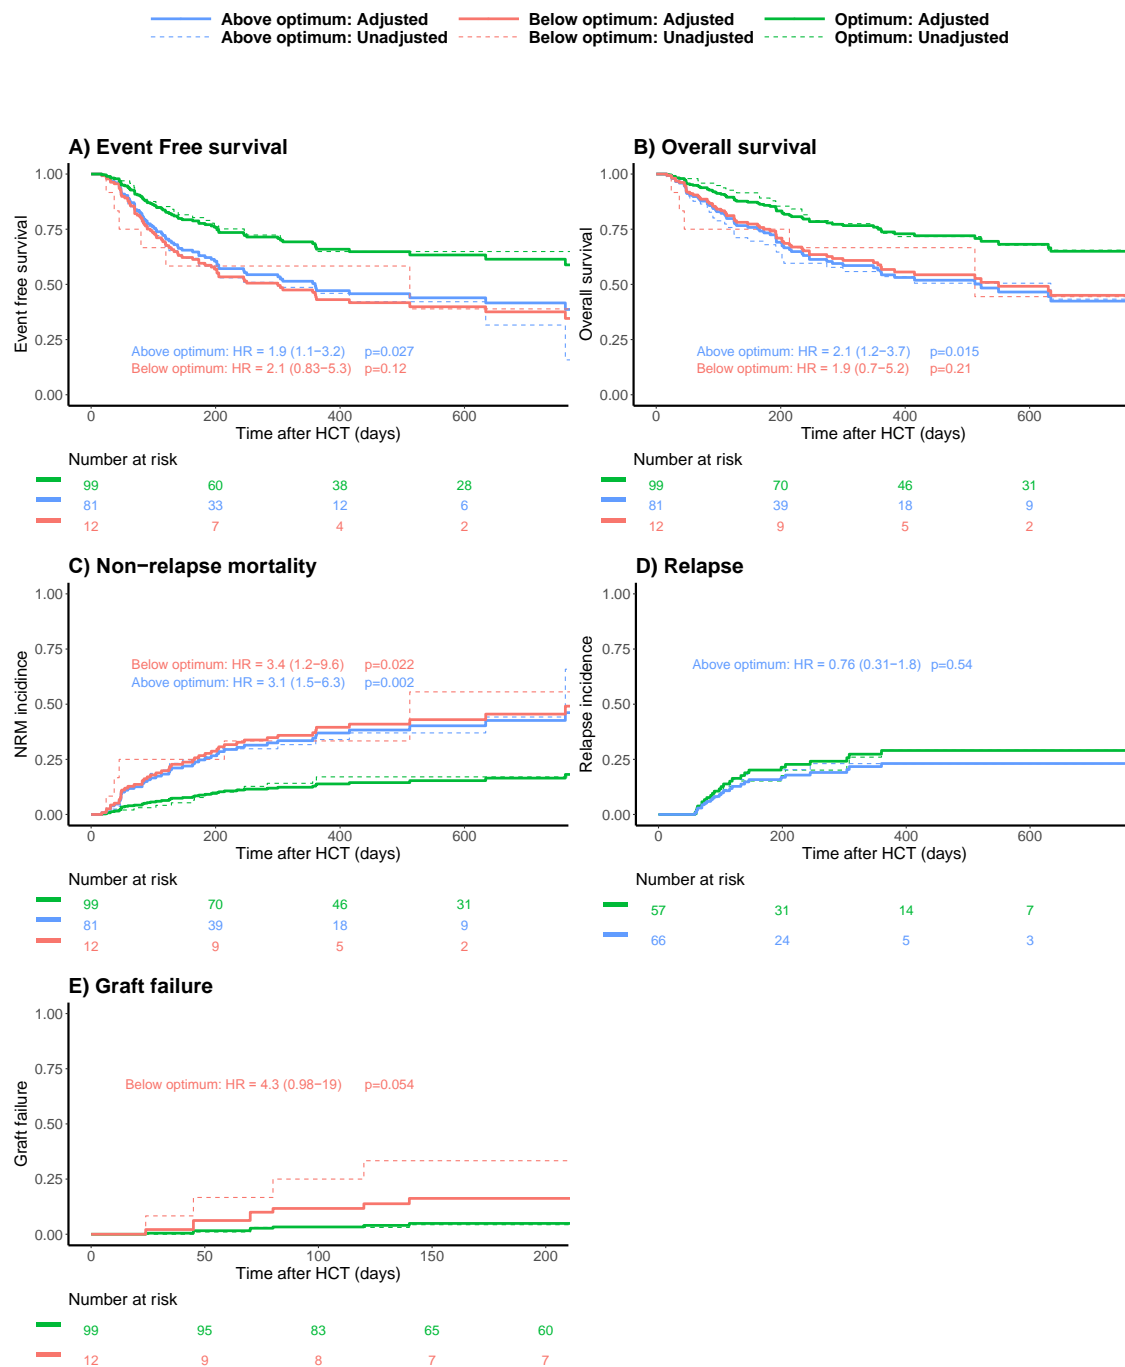 Above optimum: Adjusted Below optimum: Adjusted Optimum: Adjusted
Above optimum: Unadjusted Below optimum: Unadjusted Optimum: Unadjusted
A) Event Free survival
Event free survival
1.00
0.75
0.50
0.25
0.00
Above optimum: HR = 1.9 (1.1−3.2) p=0.027
Below optimum: HR = 2.1 (0.83−5.3) p=0.12
0 200 400 600
Time after HCT (days)
Number at risk
99 60 38 28
81 33 12 6
12 7 4 2
B) Overall survival
Overall survival
1.00
0.75
0.50
0.25
0.00
Above optimum: HR = 2.1 (1.2−3.7) p=0.015
Below optimum: HR = 1.9 (0.7−5.2) p=0.21
0 200 400 600
Time after HCT (days)
Number at risk
99 70 46 31
81 39 18 9
12 9 5 2
C) Non−relapse mortality
NRM incidince
1.00
0.75
0.50
0.25
0.00
Below optimum: HR = 3.4 (1.2−9.6) p=0.022
Above optimum: HR = 3.1 (1.5−6.3) p=0.002
0 200 400 600
Time after HCT (days)
Number at risk
99 70 46 31
81 39 18 9
12 9 5 2
D) Relapse
Relapse incidence
1.00
0.75
0.50
0.25
0.00
Above optimum: HR = 0.76 (0.31−1.8) p=0.54
0 200 400 600
Time after HCT (days)
Number at risk
57 31 14 7
66 24 5 3
E) Graft failure
Graft failure
1.00
0.75
0.50
0.25
0.00
Below optimum: HR = 4.3 (0.98−19) p=0.054
0 50 100 150 200
Time after HCT (days)
Number at risk
99 95 83 65 60
12 9 8 7 7